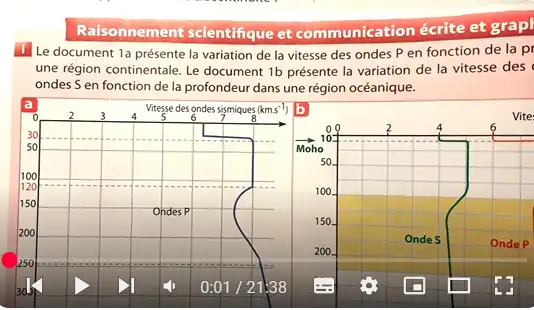 Raisonnement scientifique et communication écrite et graph
1 Le document 1a présente la variation de la vitesse des ondes P en fonction de la pr
une région continentale. Le document 1b présente la variation de la vitesse des
ondes S en fonction de la profondeur dans une région océanique.
a Vitesse des ondes sismiques (km.s⁻¹) b Vite
0 2 3 4 5 6 7 8
30
50
100
120
150
200
250
300
Ondes P
0 2 4 6
0
10
Moho
50
100
150
200
Onde S Onde P
0:01 / 21:38